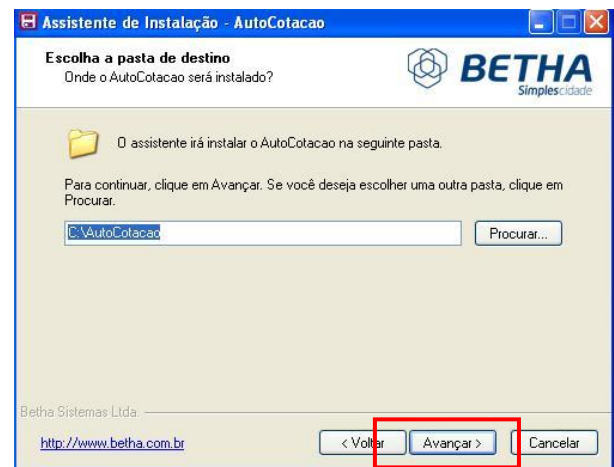 Assistente de Instalação - AutoCotacao
Escolha a pasta de destino
Onde o AutoCotacao será instalado?
BETHA
Simplescidade
O assistente irá instalar o AutoCotacao na seguinte pasta.
Para continuar, clique em Avançar. Se você deseja escolher uma outra pasta, clique em
Procurar.
C:\AutoCotacao
Procurar...
Betha Sistemas Ltda.
http://www.betha.com.br
< Voltar
Avançar >
Cancelar